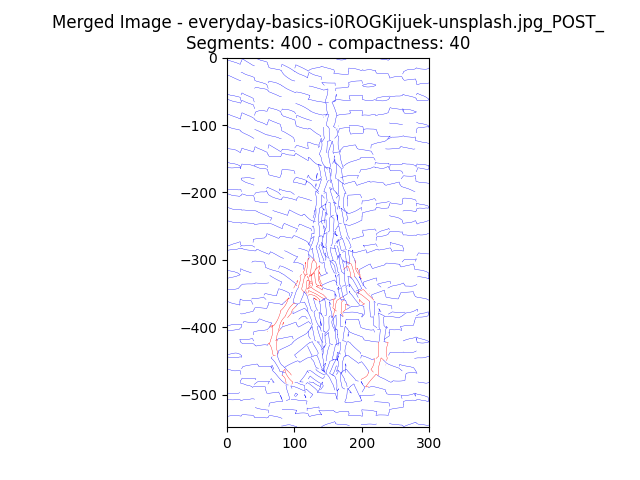 Merged Image - everyday-basics-i0ROGKijuek-unsplash.jpg_POST_
Segments: 400 - compactness: 40
0
−100
−200
−300
−400
−500
0 100 200 300